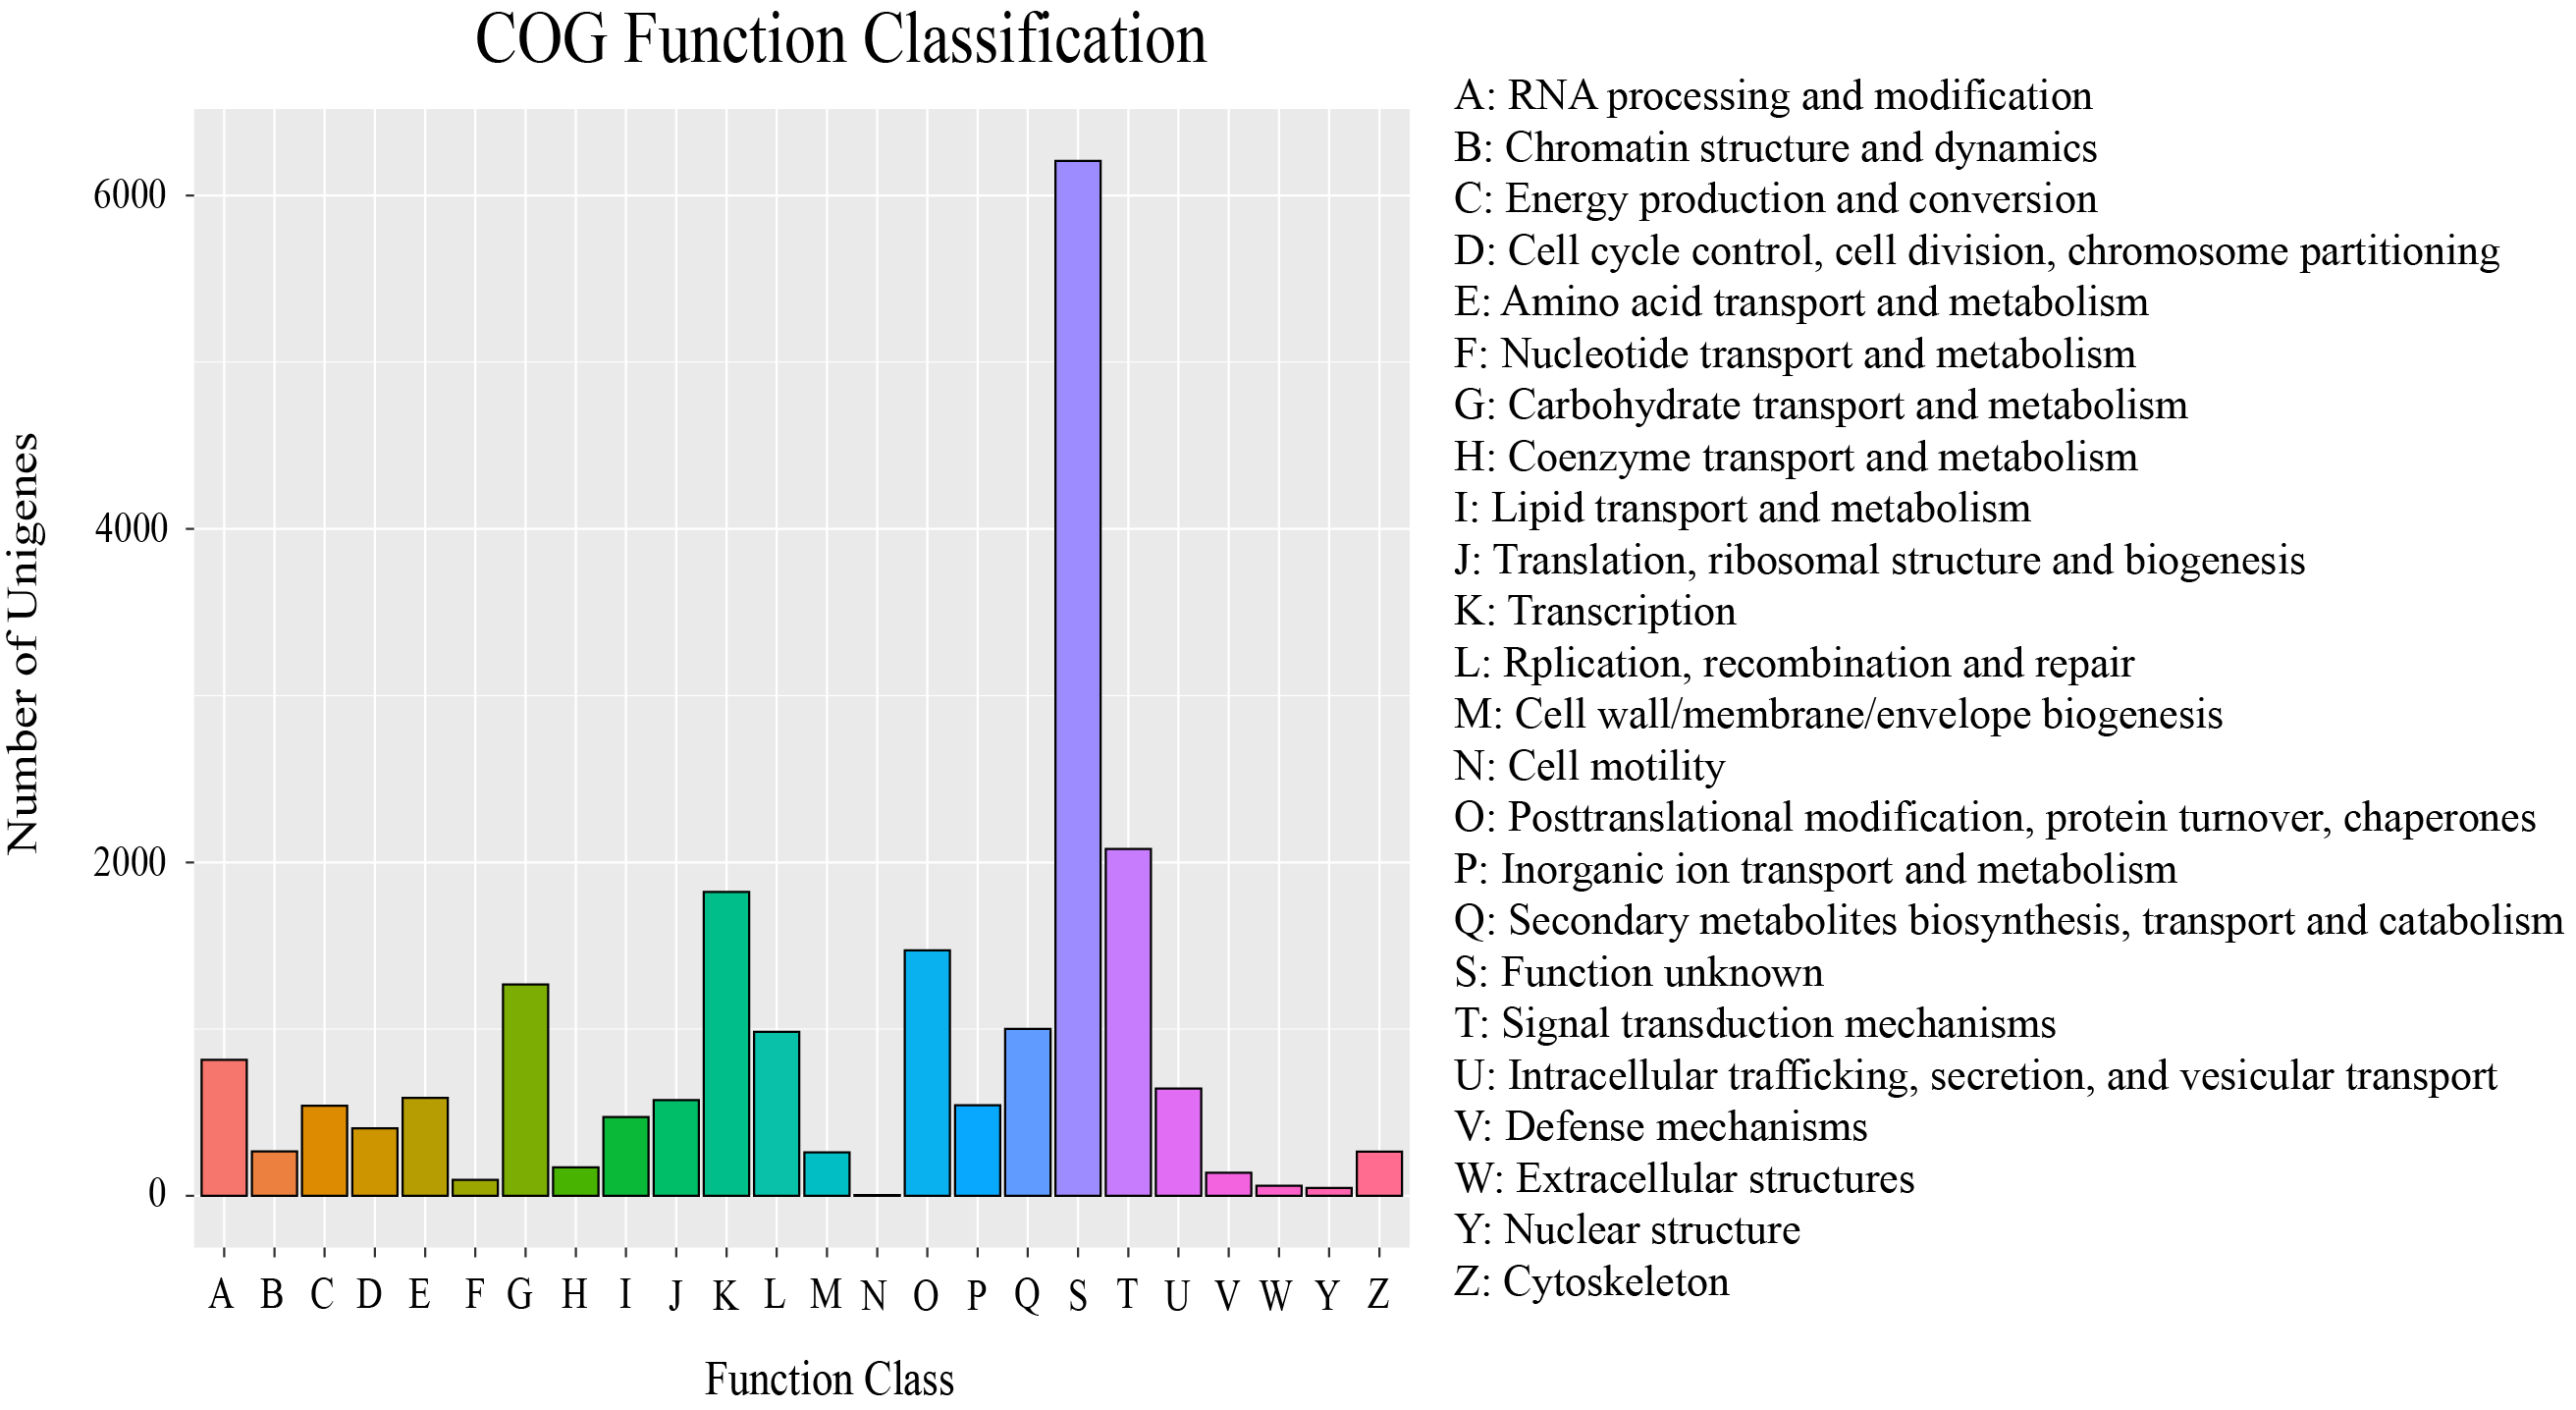 COG Function Classification
Number of Unigenes
6000
4000
2000
0
A B C D E F G H I J K L M N O P Q S T U V W Y Z
Function Class
A: RNA processing and modification
B: Chromatin structure and dynamics
C: Energy production and conversion
D: Cell cycle control, cell division, chromosome partitioning
E: Amino acid transport and metabolism
F: Nucleotide transport and metabolism
G: Carbohydrate transport and metabolism
H: Coenzyme transport and metabolism
I: Lipid transport and metabolism
J: Translation, ribosomal structure and biogenesis
K: Transcription
L: Rplication, recombination and repair
M: Cell wall/membrane/envelope biogenesis
N: Cell motility
O: Posttranslational modification, protein turnover, chaperones
P: Inorganic ion transport and metabolism
Q: Secondary metabolites biosynthesis, transport and catabolism
S: Function unknown
T: Signal transduction mechanisms
U: Intracellular trafficking, secretion, and vesicular transport
V: Defense mechanisms
W: Extracellular structures
Y: Nuclear structure
Z: Cytoskeleton